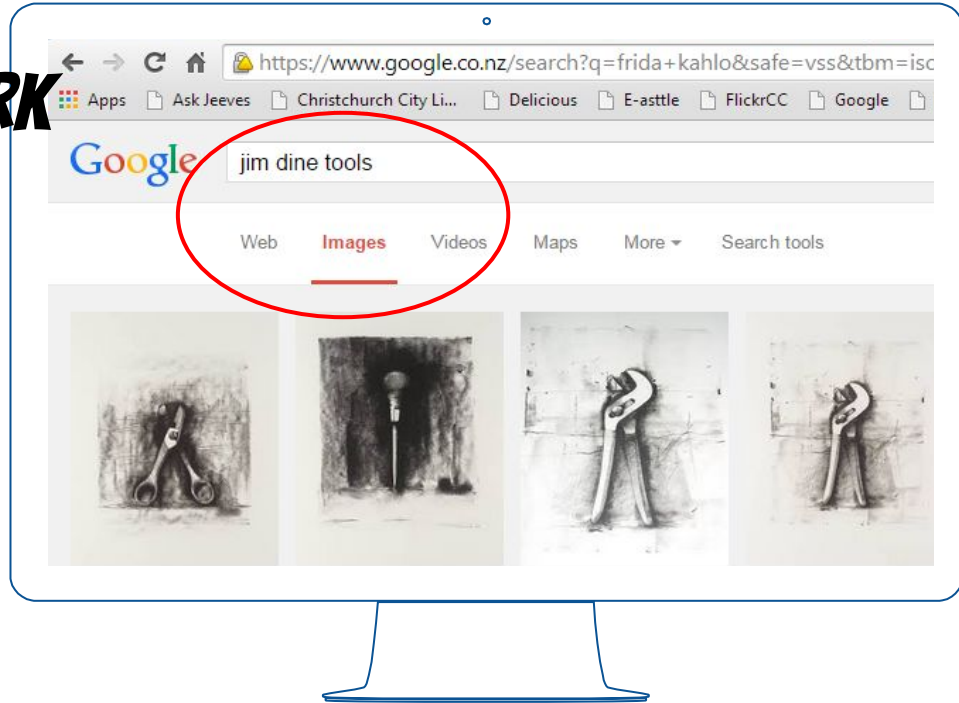 https://www.google.co.nz/search?q=frida+kahlo&safe=vss&tbm=isc
RK
Apps Ask Jeeves Christchurch City Li... Delicious E-asttle FlickrCC Google
Google jim dine tools
Web Images Videos Maps More Search tools